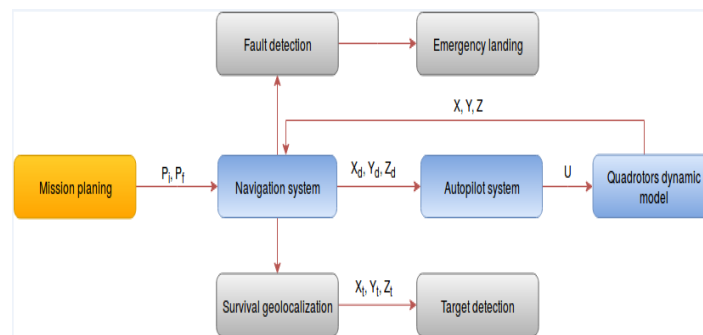 Fault detection
Emergency landing
X, Y, Z
Mission planing
Pi, Pf
Navigation system
Xd, Yd, Zd
Autopilot system
U
Quadrotors dynamic
model
Survival geolocalization
Xt, Yt, Zt
Target detection